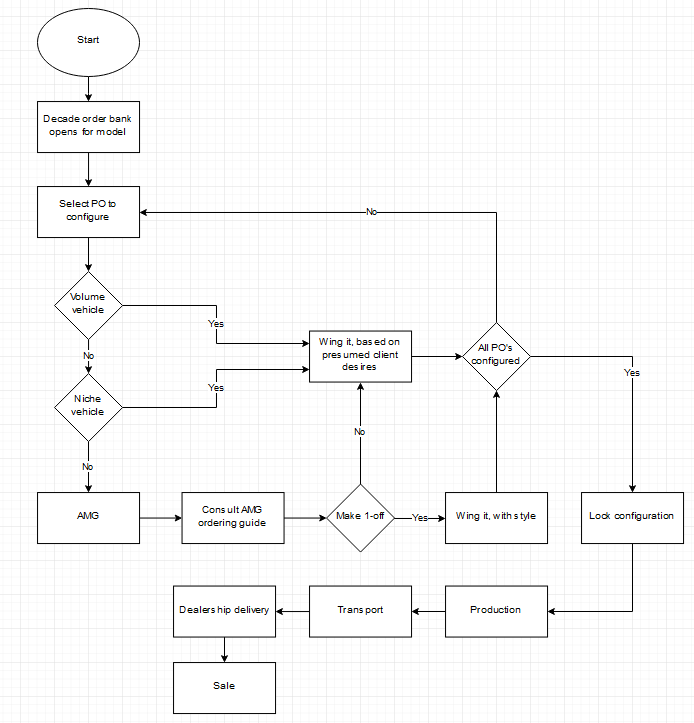 Start
Decade order bank
opens for model
Select PO to
configure
No
Volume
vehicle
Yes
Wing it, based on
presumed client
desires
All PO's
configured
Yes
No
Niche
vehicle
Yes
No
No
AMG
Consult AMG
ordering guide
Make 1-off
Yes
Wing it, with style
Lock configuration
Dealership delivery
Transport
Production
Sale